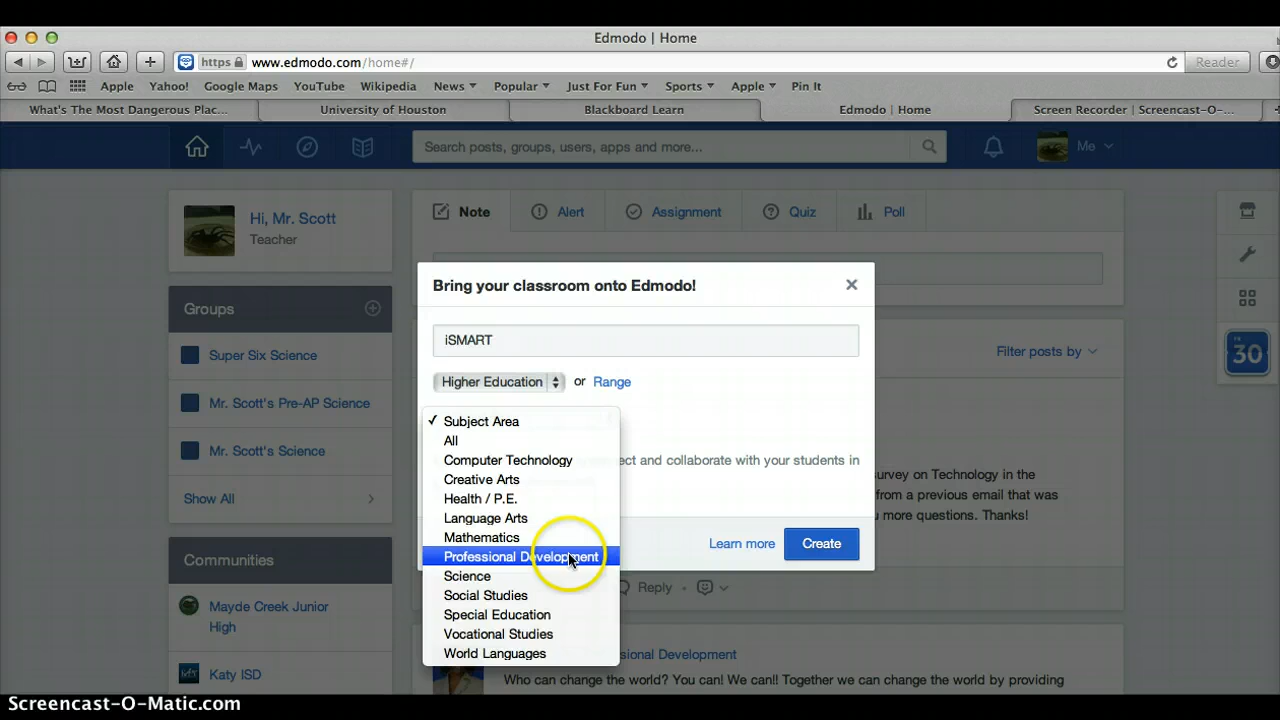 Edmodo | Home
https www.edmodo.com/home#/ Reader
Apple Yahoo! Google Maps YouTube Wikipedia News Popular Just For Fun Sports Apple Pin It
What's The Most Dangerous Plac... University of Houston Blackboard Learn Edmodo | Home Screen Recorder | Screencast-O-...
Search posts, groups, users, apps and more... Me
Hi, Mr. Scott
Teacher
Note Alert Assignment Quiz Poll
Groups
Super Six Science
Mr. Scott's Pre-AP Science
Mr. Scott's Science
Show All
Communities
Mayde Creek Junior
High
Katy ISD
Bring your classroom onto Edmodo!
iSMART
Higher Education or Range
Subject Area
All
Computer Technology
Creative Arts
Health / P.E.
Language Arts
Mathematics
Professional Development
Science
Social Studies
Special Education
Vocational Studies
World Languages
and collaborate with your students in
Learn more Create
Filter posts by
30
survey on Technology in the
from a previous email that was
more questions. Thanks!
Reply
Development
Who can change the world? You can! We can!! Together we can change the world by providing
Screencast-O-Matic.com